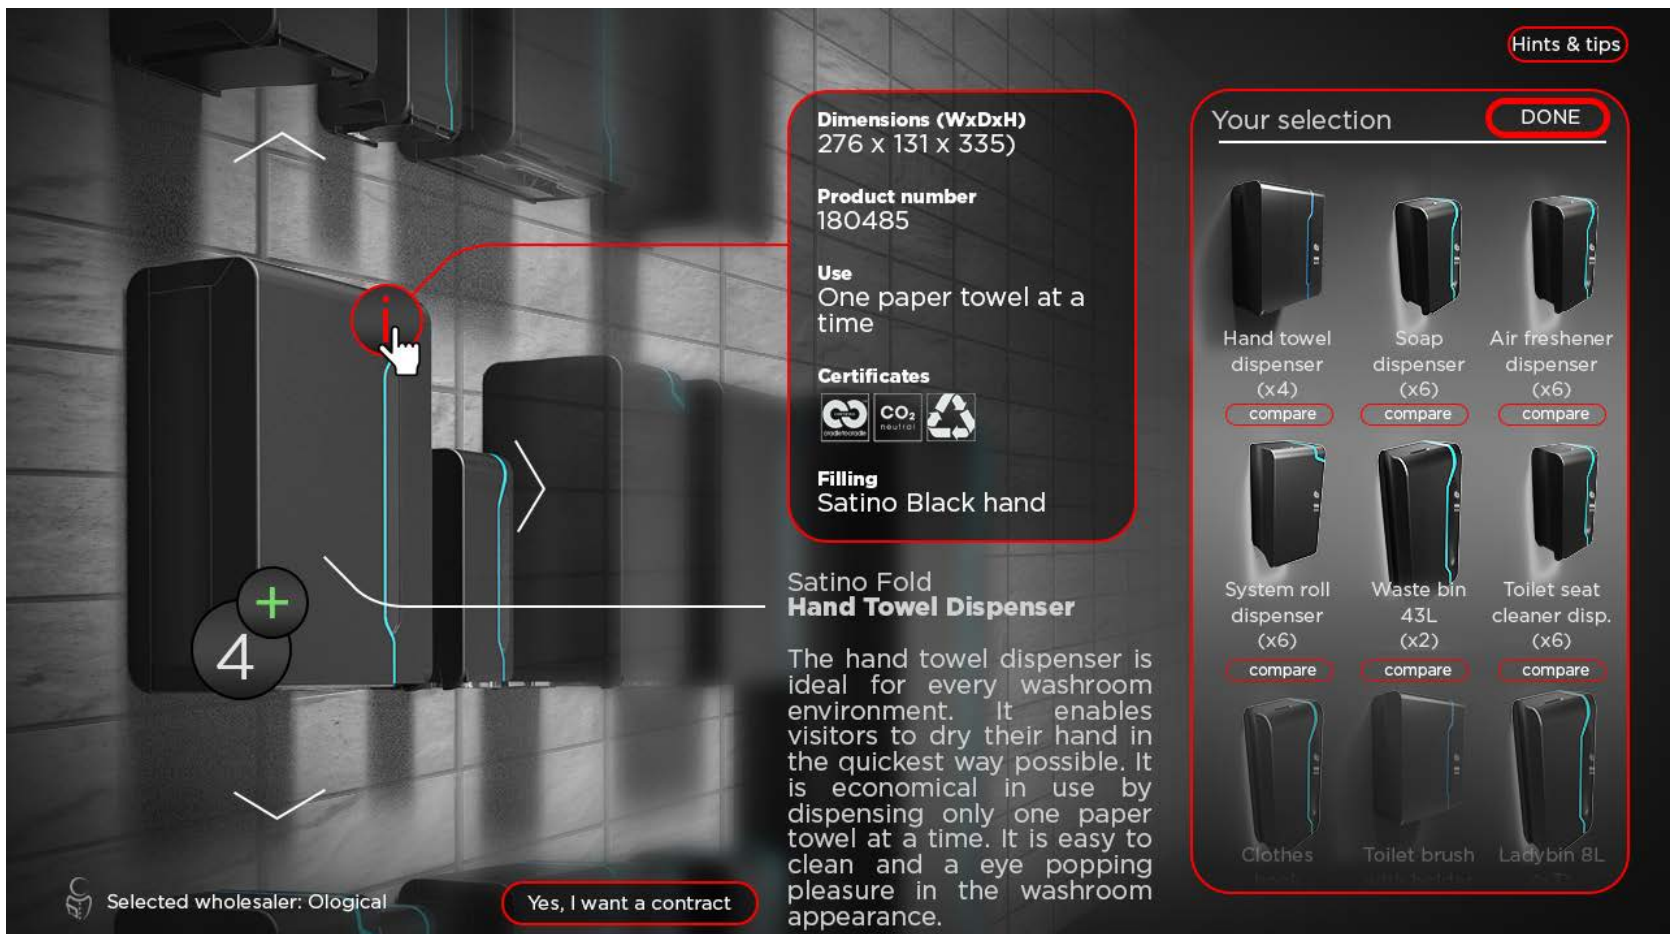 Hints & tips
Dimensions (WxDxH)
276 x 131 x 335)
Product number
180485
Use
One paper towel at a
time
Certificates
CO₂
neutral
Filling
Satino Black hand
4
Satino Fold
Hand Towel Dispenser
The hand towel dispenser is
ideal for every washroom
environment. It enables
visitors to dry their hand in
the quickest way possible. It
is economical in use by
dispensing only one paper
towel at a time. It is easy to
clean and a eye popping
pleasure in the washroom
appearance.
Selected wholesaler: Ological
Yes, I want a contract
Your selection
DONE
Hand towel
dispenser
(x4)
compare
Soap
dispenser
(x6)
compare
Air freshener
dispenser
(x6)
compare
System roll
dispenser
(x6)
compare
Waste bin
43L
(x2)
compare
Toilet seat
cleaner disp.
(x6)
compare
Clothes
Toilet brush
Ladybin 8L